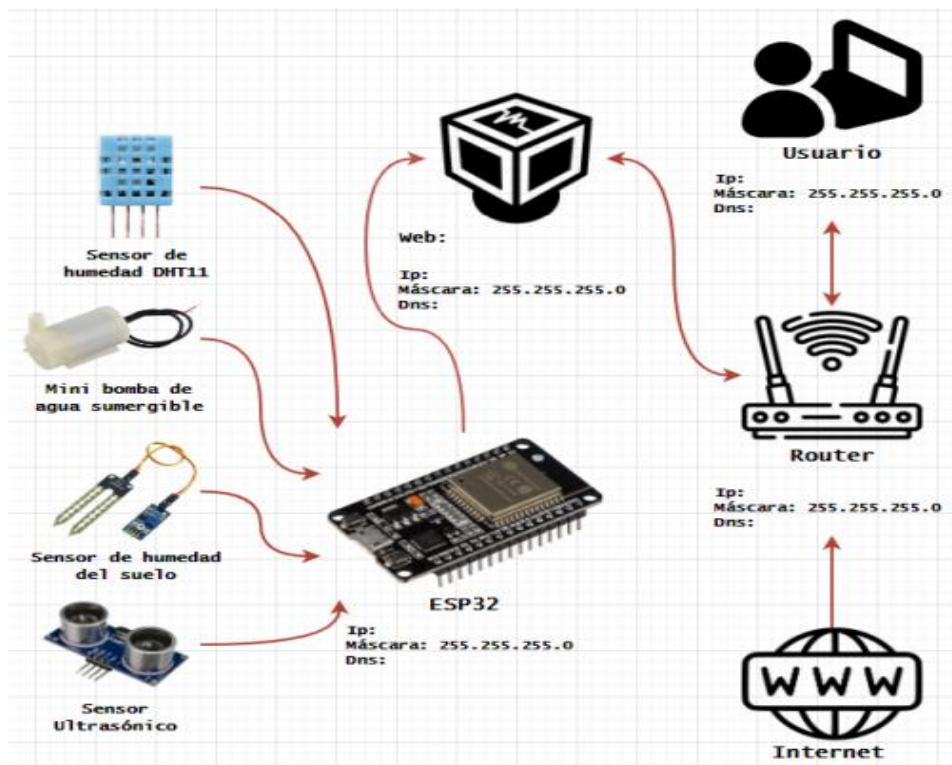 Sensor de
humedad DHT11
Mini bomba de
agua sumergible
Sensor de humedad
del suelo
Sensor
Ultrasónico
Web:
Ip:
Máscara: 255.255.255.0
Dns:
ESP32
Ip:
Máscara: 255.255.255.0
Dns:
Usuario
Ip:
Máscara: 255.255.255.0
Dns:
Router
Ip:
Máscara: 255.255.255.0
Dns:
WWW
Internet